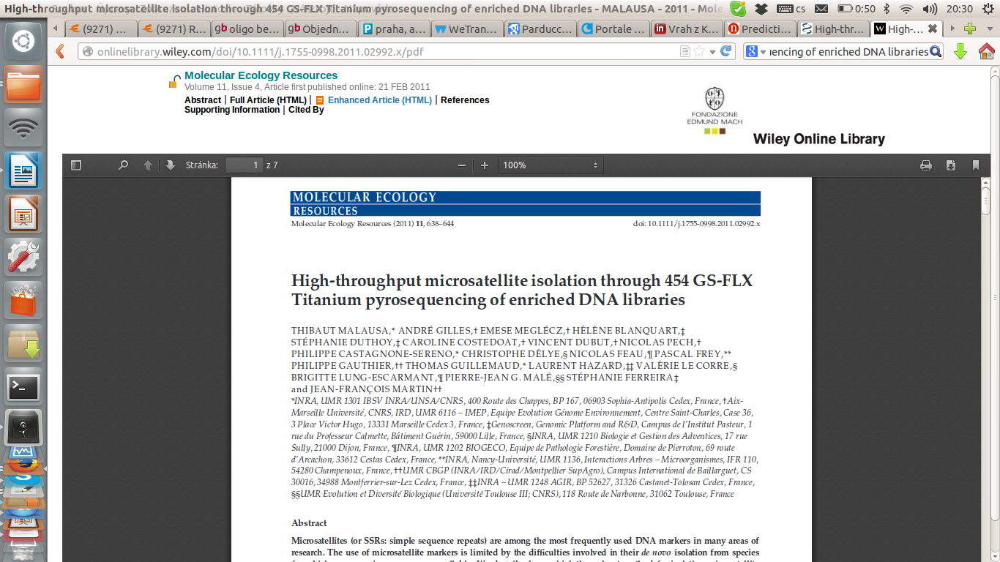 High-throughput microsatellite isolation through 454 GS-FLX Titanium pyrosequencing of enriched DNA libraries - MALAUSA - 2011 - Mole
cs
0:50
20:30
(9271) ...
(9271) R...
oligo be...
Objedn...
praha, a...
WeTran...
Parducc...
Portale ...
Vrah z K...
Predicti...
High-thr...
High-...
onlinelibrary.wiley.com/doi/10.1111/j.1755-0998.2011.02992.x/pdf
encing of enriched DNA libraries
Molecular Ecology Resources
Volume 11, Issue 4, Article first published online: 21 FEB 2011
Abstract | Full Article (HTML) | Enhanced Article (HTML) | References
Supporting Information | Cited By
FONDAZIONE
EDMUND MACH
Wiley Online Library
Stránka: 1 z 7
100%
MOLECULAR ECOLOGY
RESOURCES
Molecular Ecology Resources (2011) 11, 638–644
doi: 10.1111/j.1755-0998.2011.02992.x
High-throughput microsatellite isolation through 454 GS-FLX
Titanium pyrosequencing of enriched DNA libraries
THIBAUT MALAUSA,* ANDRÉ GILLES,† EMESE MEGLÉCZ,† HÉLÈNE BLANQUART,‡
STÉPHANIE DUTHOY,‡ CAROLINE COSTEDOAT,† VINCENT DUBUT,† NICOLAS PECH,†
PHILIPPE CASTAGNONE-SERENO,* CHRISTOPHE DÉLYE,§ NICOLAS FEAU,¶ PASCAL FREY,**
PHILIPPE GAUTHIER,†† THOMAS GUILLEMAUD,* LAURENT HAZARD,‡‡ VALÉRIE LE CORRE,§
BRIGITTE LUNG-ESCARMANT,¶ PIERRE-JEAN G. MALÉ,§§ STÉPHANIE FERREIRA‡
and JEAN-FRANÇOIS MARTIN††
*INRA, UMR 1301 IBSV INRA/UNSA/CNRS, 400 Route des Chappes, BP 167, 06903 Sophia-Antipolis Cedex, France, †Aix-
Marseille Université, CNRS, IRD, UMR 6116 – IMEP, Equipe Evolution Génome Environnement, Centre Saint-Charles, Case 36,
3 Place Victor Hugo, 13331 Marseille Cedex 3, France, ‡Genoscreen, Genomic Platform and R&D, Campus de l'Institut Pasteur, 1
rue du Professeur Calmette, Bâtiment Guérin, 59000 Lille, France, §INRA, UMR 1210 Biologie et Gestion des Adventices, 17 rue
Sully, 21000 Dijon, France, ¶INRA, UMR 1202 BIOGECO, Equipe de Pathologie Forestière, Domaine de Pierroton, 69 route
d'Arcachon, 33612 Cestas Cedex, France, **INRA, Nancy-Université, UMR 1136, Interactions Arbres – Microorganismes, IFR 110,
54280 Champenoux, France, ††UMR CBGP (INRA/IRD/Cirad/Montpellier SupAgro), Campus International de Baillarguet, CS
30016, 34988 Montferrier-sur-Lez Cedex, France, ‡‡INRA – UMR 1248 AGIR, BP 52627, 31326 Castanet-Tolosan Cedex, France,
§§UMR Evolution et Diversité Biologique (Université Toulouse III; CNRS), 118 Route de Narbonne, 31062 Toulouse, France
Abstract
Microsatellites (or SSRs: simple sequence repeats) are among the most frequently used DNA markers in many areas of
research. The use of microsatellite markers is limited by the difficulties involved in their de novo isolation from species